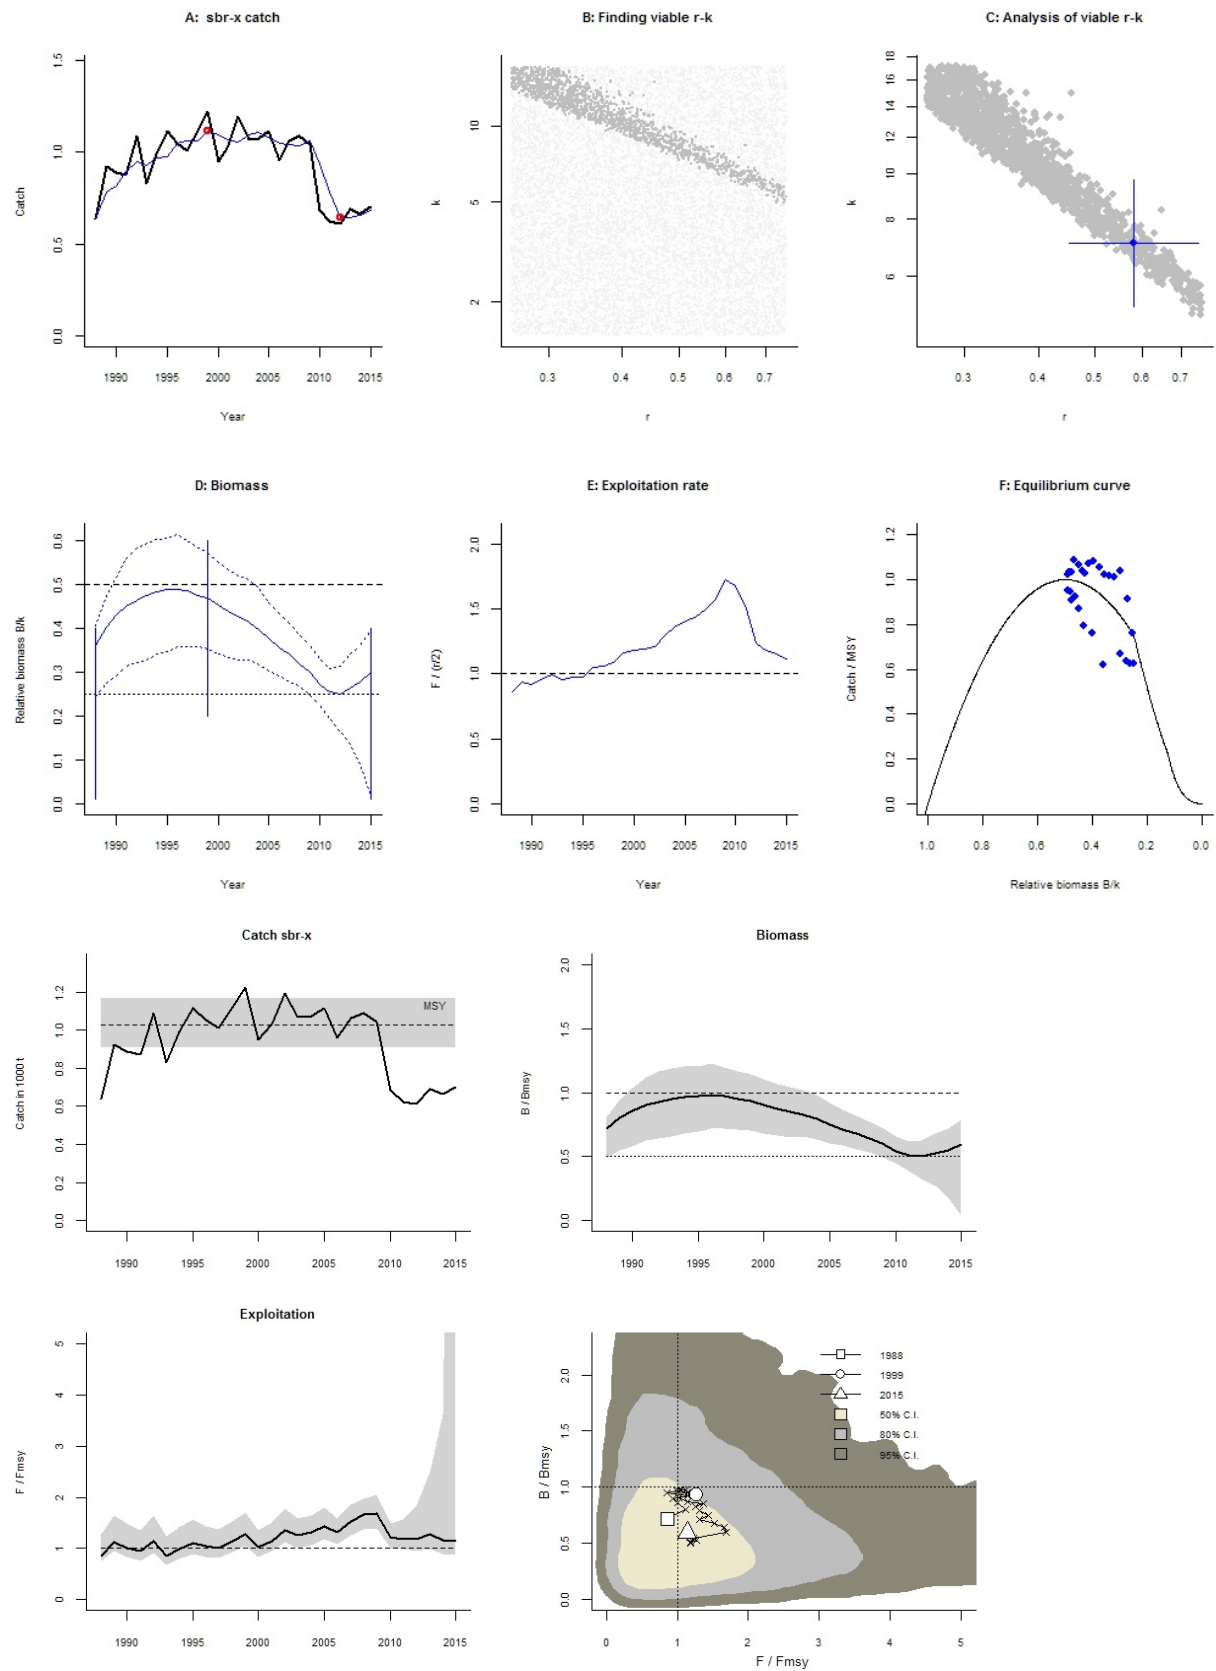 A: sbr-x catch
B: Finding viable r-k
C: Analysis of viable r-k
Catch
0.0 0.5 1.0 1.5
1990 1995 2000 2005 2010 2015
Year
k
2 5 10
0.3 0.4 0.5 0.6 0.7
r
k
6 8 10 12 14 16 18
0.3 0.4 0.5 0.6 0.7
r
D: Biomass
E: Exploitation rate
F: Equilibrium curve
Relative biomass B/k
0.0 0.1 0.2 0.3 0.4 0.5 0.6
1990 1995 2000 2005 2010 2015
Year
F / (r/2)
0.0 0.5 1.0 1.5 2.0
1990 1995 2000 2005 2010 2015
Year
Catch / MSY
0.0 0.2 0.4 0.6 0.8 1.0 1.2
1.0 0.8 0.6 0.4 0.2 0.0
Relative biomass B/k
Catch sbr-x
Biomass
Catch in 1000 t
0.0 0.2 0.4 0.6 0.8 1.0 1.2
MSY
1990 1995 2000 2005 2010 2015
B / Bmsy
0.0 0.5 1.0 1.5 2.0
1990 1995 2000 2005 2010 2015
Exploitation
F / Fmsy
0 1 2 3 4 5
1990 1995 2000 2005 2010 2015
B / Bmsy
0.0 0.5 1.0 1.5 2.0
1988
1999
2015
50% C.I.
80% C.I.
95% C.I.
0 1 2 3 4 5
F / Fmsy